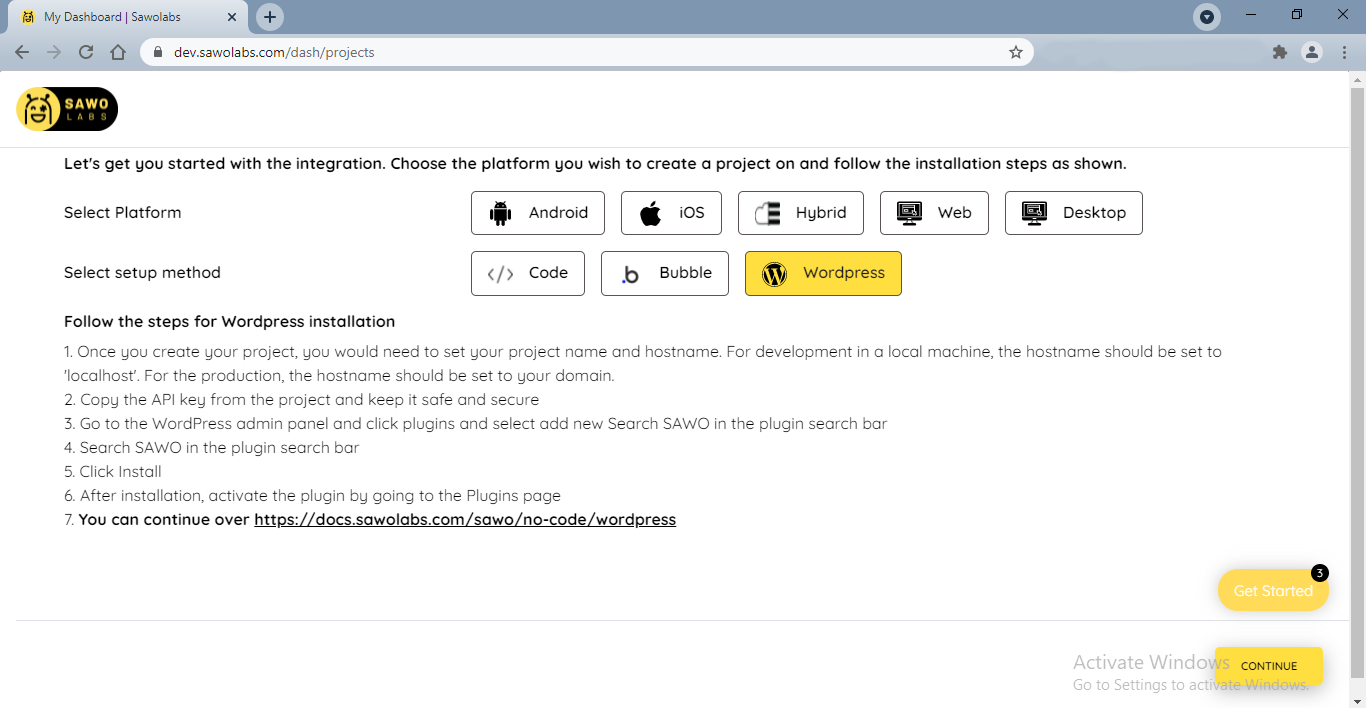 My Dashboard | Sawolabs
dev.sawolabs.com/dash/projects
SAWO
LABS
Let's get you started with the integration. Choose the platform you wish to create a project on and follow the installation steps as shown.
Select Platform
Android
iOS
Hybrid
Web
Desktop
Select setup method
</> Code
.b Bubble
Wordpress
Follow the steps for Wordpress installation
1. Once you create your project, you would need to set your project name and hostname. For development in a local machine, the hostname should be set to
'localhost'. For the production, the hostname should be set to your domain.
2. Copy the API key from the project and keep it safe and secure
3. Go to the WordPress admin panel and click plugins and select add new Search SAWO in the plugin search bar
4. Search SAWO in the plugin search bar
5. Click Install
6. After installation, activate the plugin by going to the Plugins page
7. You can continue over https://docs.sawolabs.com/sawo/no-code/wordpress
3
Get Started
Activate Windows
CONTINUE
Go to Settings to activate Windows.